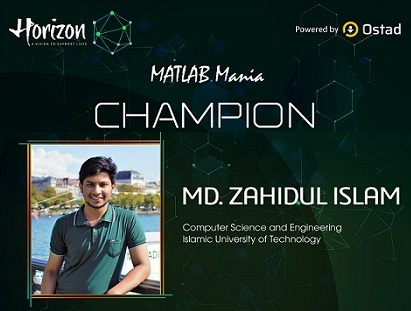 Horizon
A VISION TO SUPPORT LIVES
Powered by Ostad
MATLAB Mania
CHAMPION
MD. ZAHIDUL ISLAM
Computer Science and Engineering
Islamic University of Technology